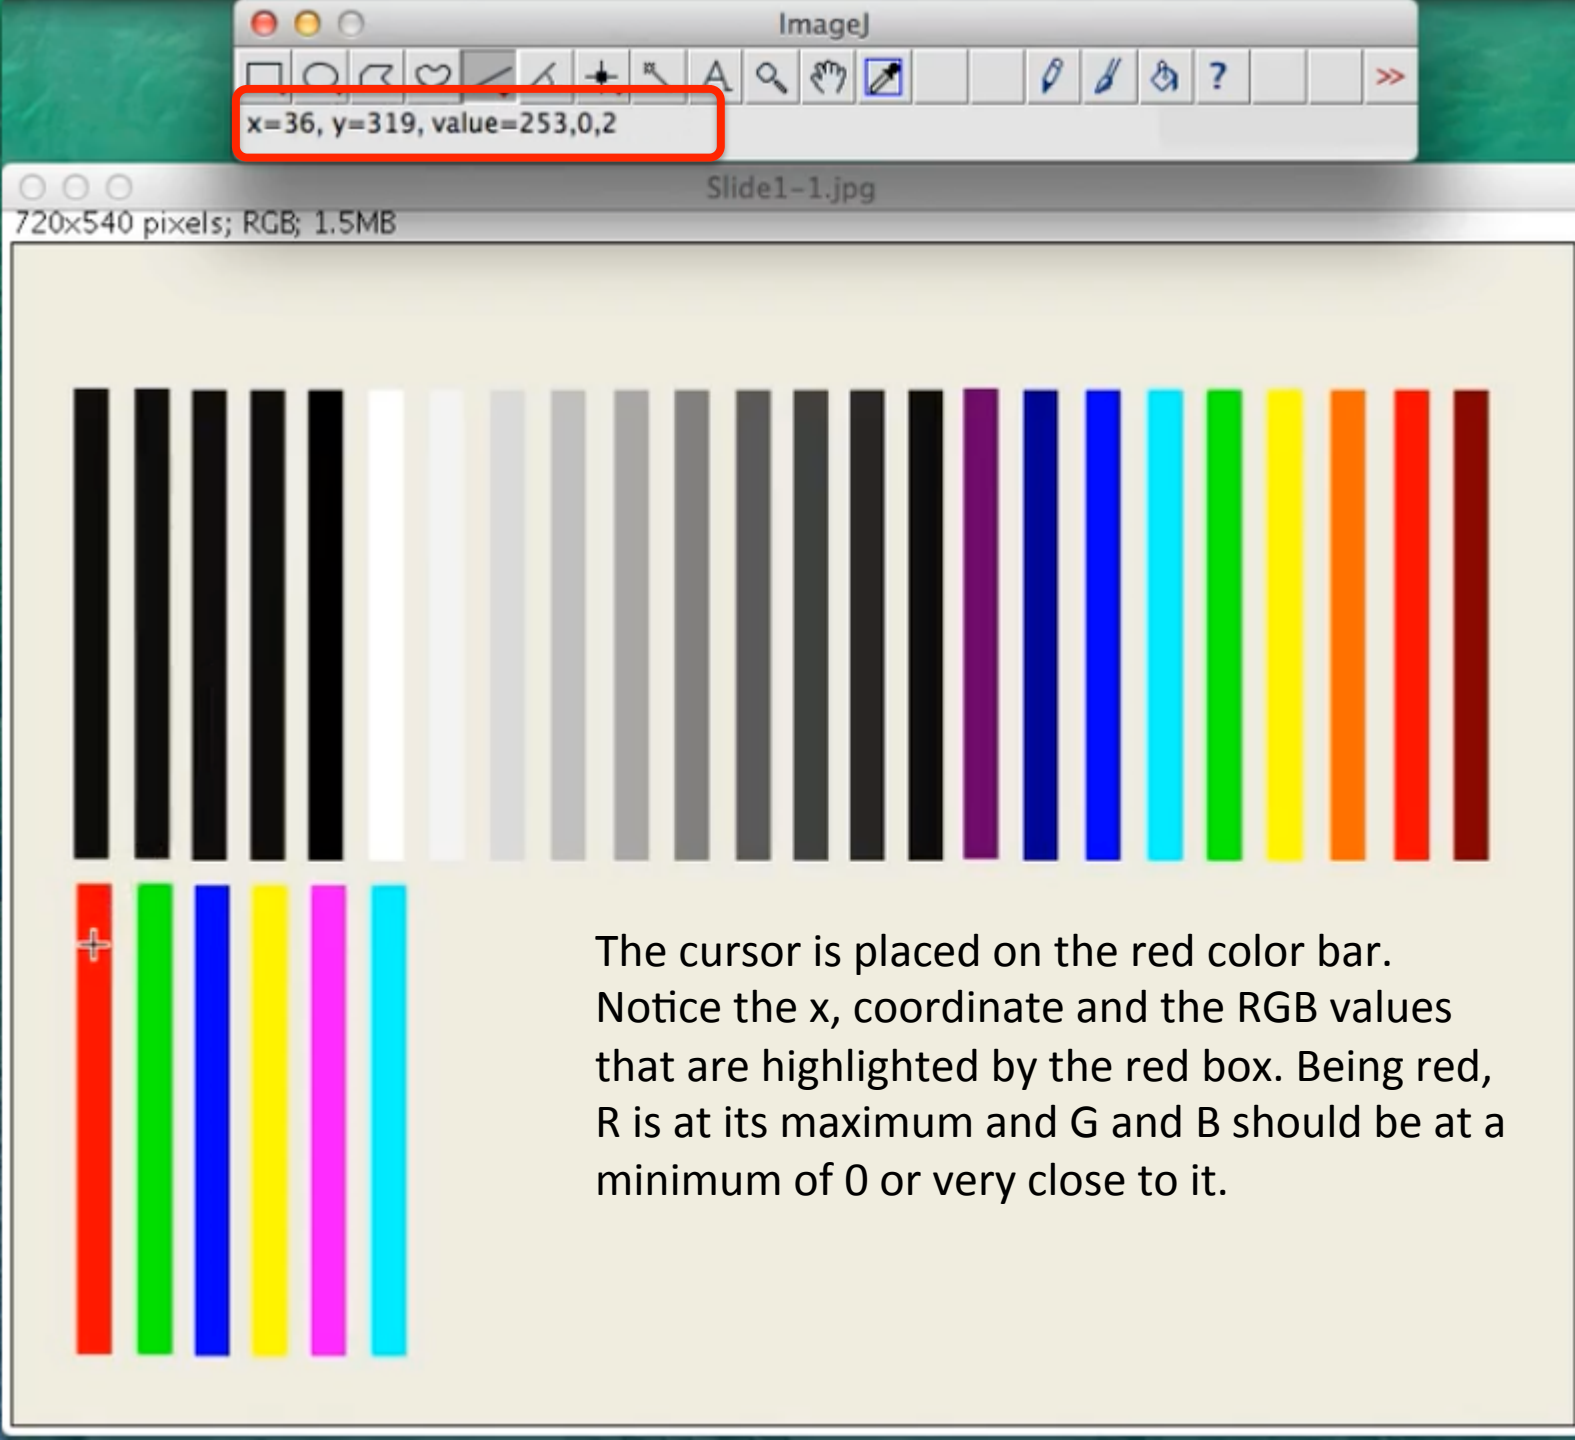 ImageJ
A
?
>>
x=36, y=319, value=253,0,2
Slide1-1.jpg
720x540 pixels; RGB; 1.5MB
The cursor is placed on the red color bar.
Notice the x, coordinate and the RGB values
that are highlighted by the red box. Being red,
R is at its maximum and G and B should be at a
minimum of 0 or very close to it.